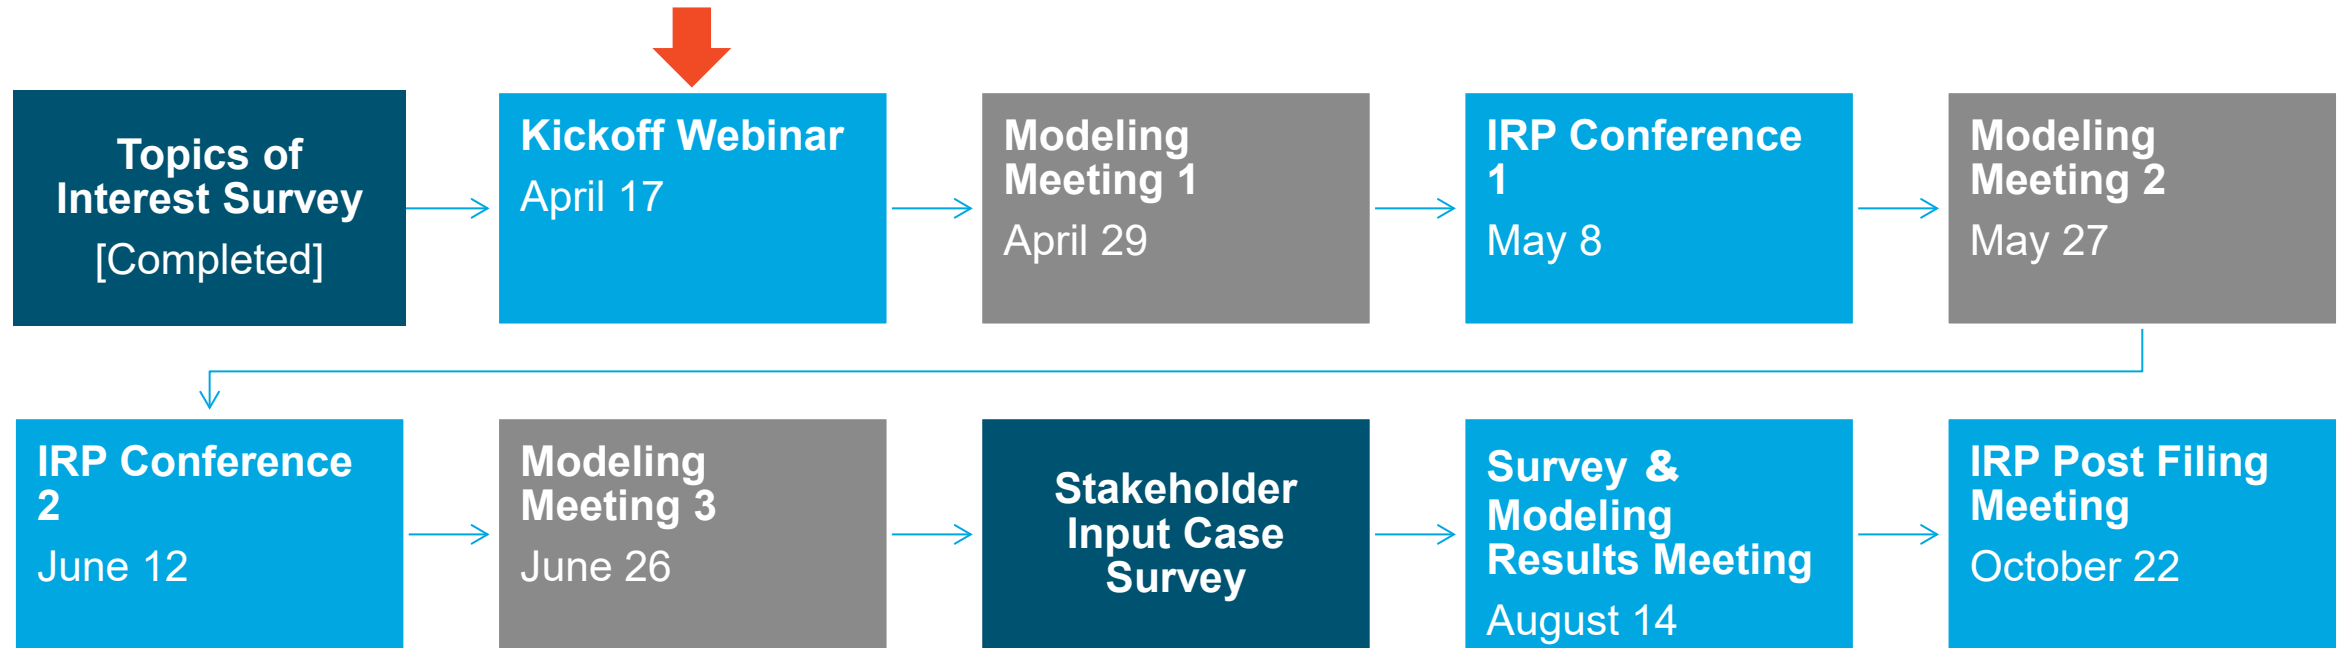 Topics of
Interest Survey
[Completed]
Kickoff Webinar
April 17
Modeling
Meeting 1
April 29
IRP Conference
1
May 8
Modeling
Meeting 2
May 27
IRP Conference
2
June 12
Modeling
Meeting 3
June 26
Stakeholder
Input Case
Survey
Survey &
Modeling
Results Meeting
August 14
IRP Post Filing
Meeting
October 22